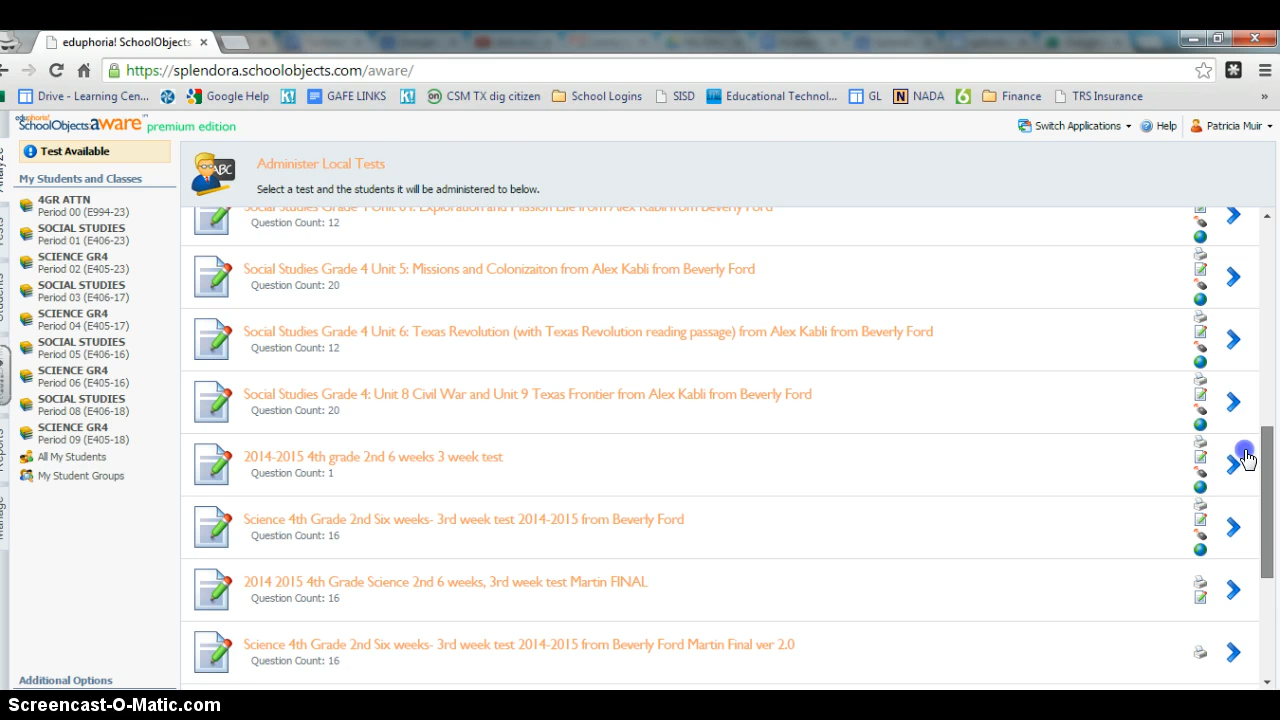 eduphoria! SchoolObjects
https://splendora.schoolobjects.com/aware/
Drive - Learning Cen... Google Help GAFE LINKS CSM TX dig citizen School Logins SISD Educational Technol... GL NADA Finance TRS Insurance »
eduphoria! SchoolObjects aware premium edition
Switch Applications Help Patricia Muir
Test Available
My Students and Classes
4GR ATTN
Period 00 (E994-23)
SOCIAL STUDIES
Period 01 (E406-23)
SCIENCE GR4
Period 02 (E405-23)
SOCIAL STUDIES
Period 03 (E406-17)
SCIENCE GR4
Period 04 (E405-17)
SOCIAL STUDIES
Period 05 (E406-16)
SCIENCE GR4
Period 06 (E405-16)
SOCIAL STUDIES
Period 08 (E406-18)
SCIENCE GR4
Period 09 (E405-18)
All My Students
My Student Groups
Additional Options
ABC
Administer Local Tests
Select a test and the students it will be administered to below.
Question Count: 12
Social Studies Grade 4 Unit 5: Missions and Colonizaiton from Alex Kabli from Beverly Ford
Question Count: 20
Social Studies Grade 4 Unit 6: Texas Revolution (with Texas Revolution reading passage) from Alex Kabli from Beverly Ford
Question Count: 12
Social Studies Grade 4: Unit 8 Civil War and Unit 9 Texas Frontier from Alex Kabli from Beverly Ford
Question Count: 20
2014-2015 4th grade 2nd 6 weeks 3 week test
Question Count: 1
Science 4th Grade 2nd Six weeks- 3rd week test 2014-2015 from Beverly Ford
Question Count: 16
2014 2015 4th Grade Science 2nd 6 weeks, 3rd week test Martin FINAL
Question Count: 16
Science 4th Grade 2nd Six weeks- 3rd week test 2014-2015 from Beverly Ford Martin Final ver 2.0
Question Count: 16
Screencast-O-Matic.com